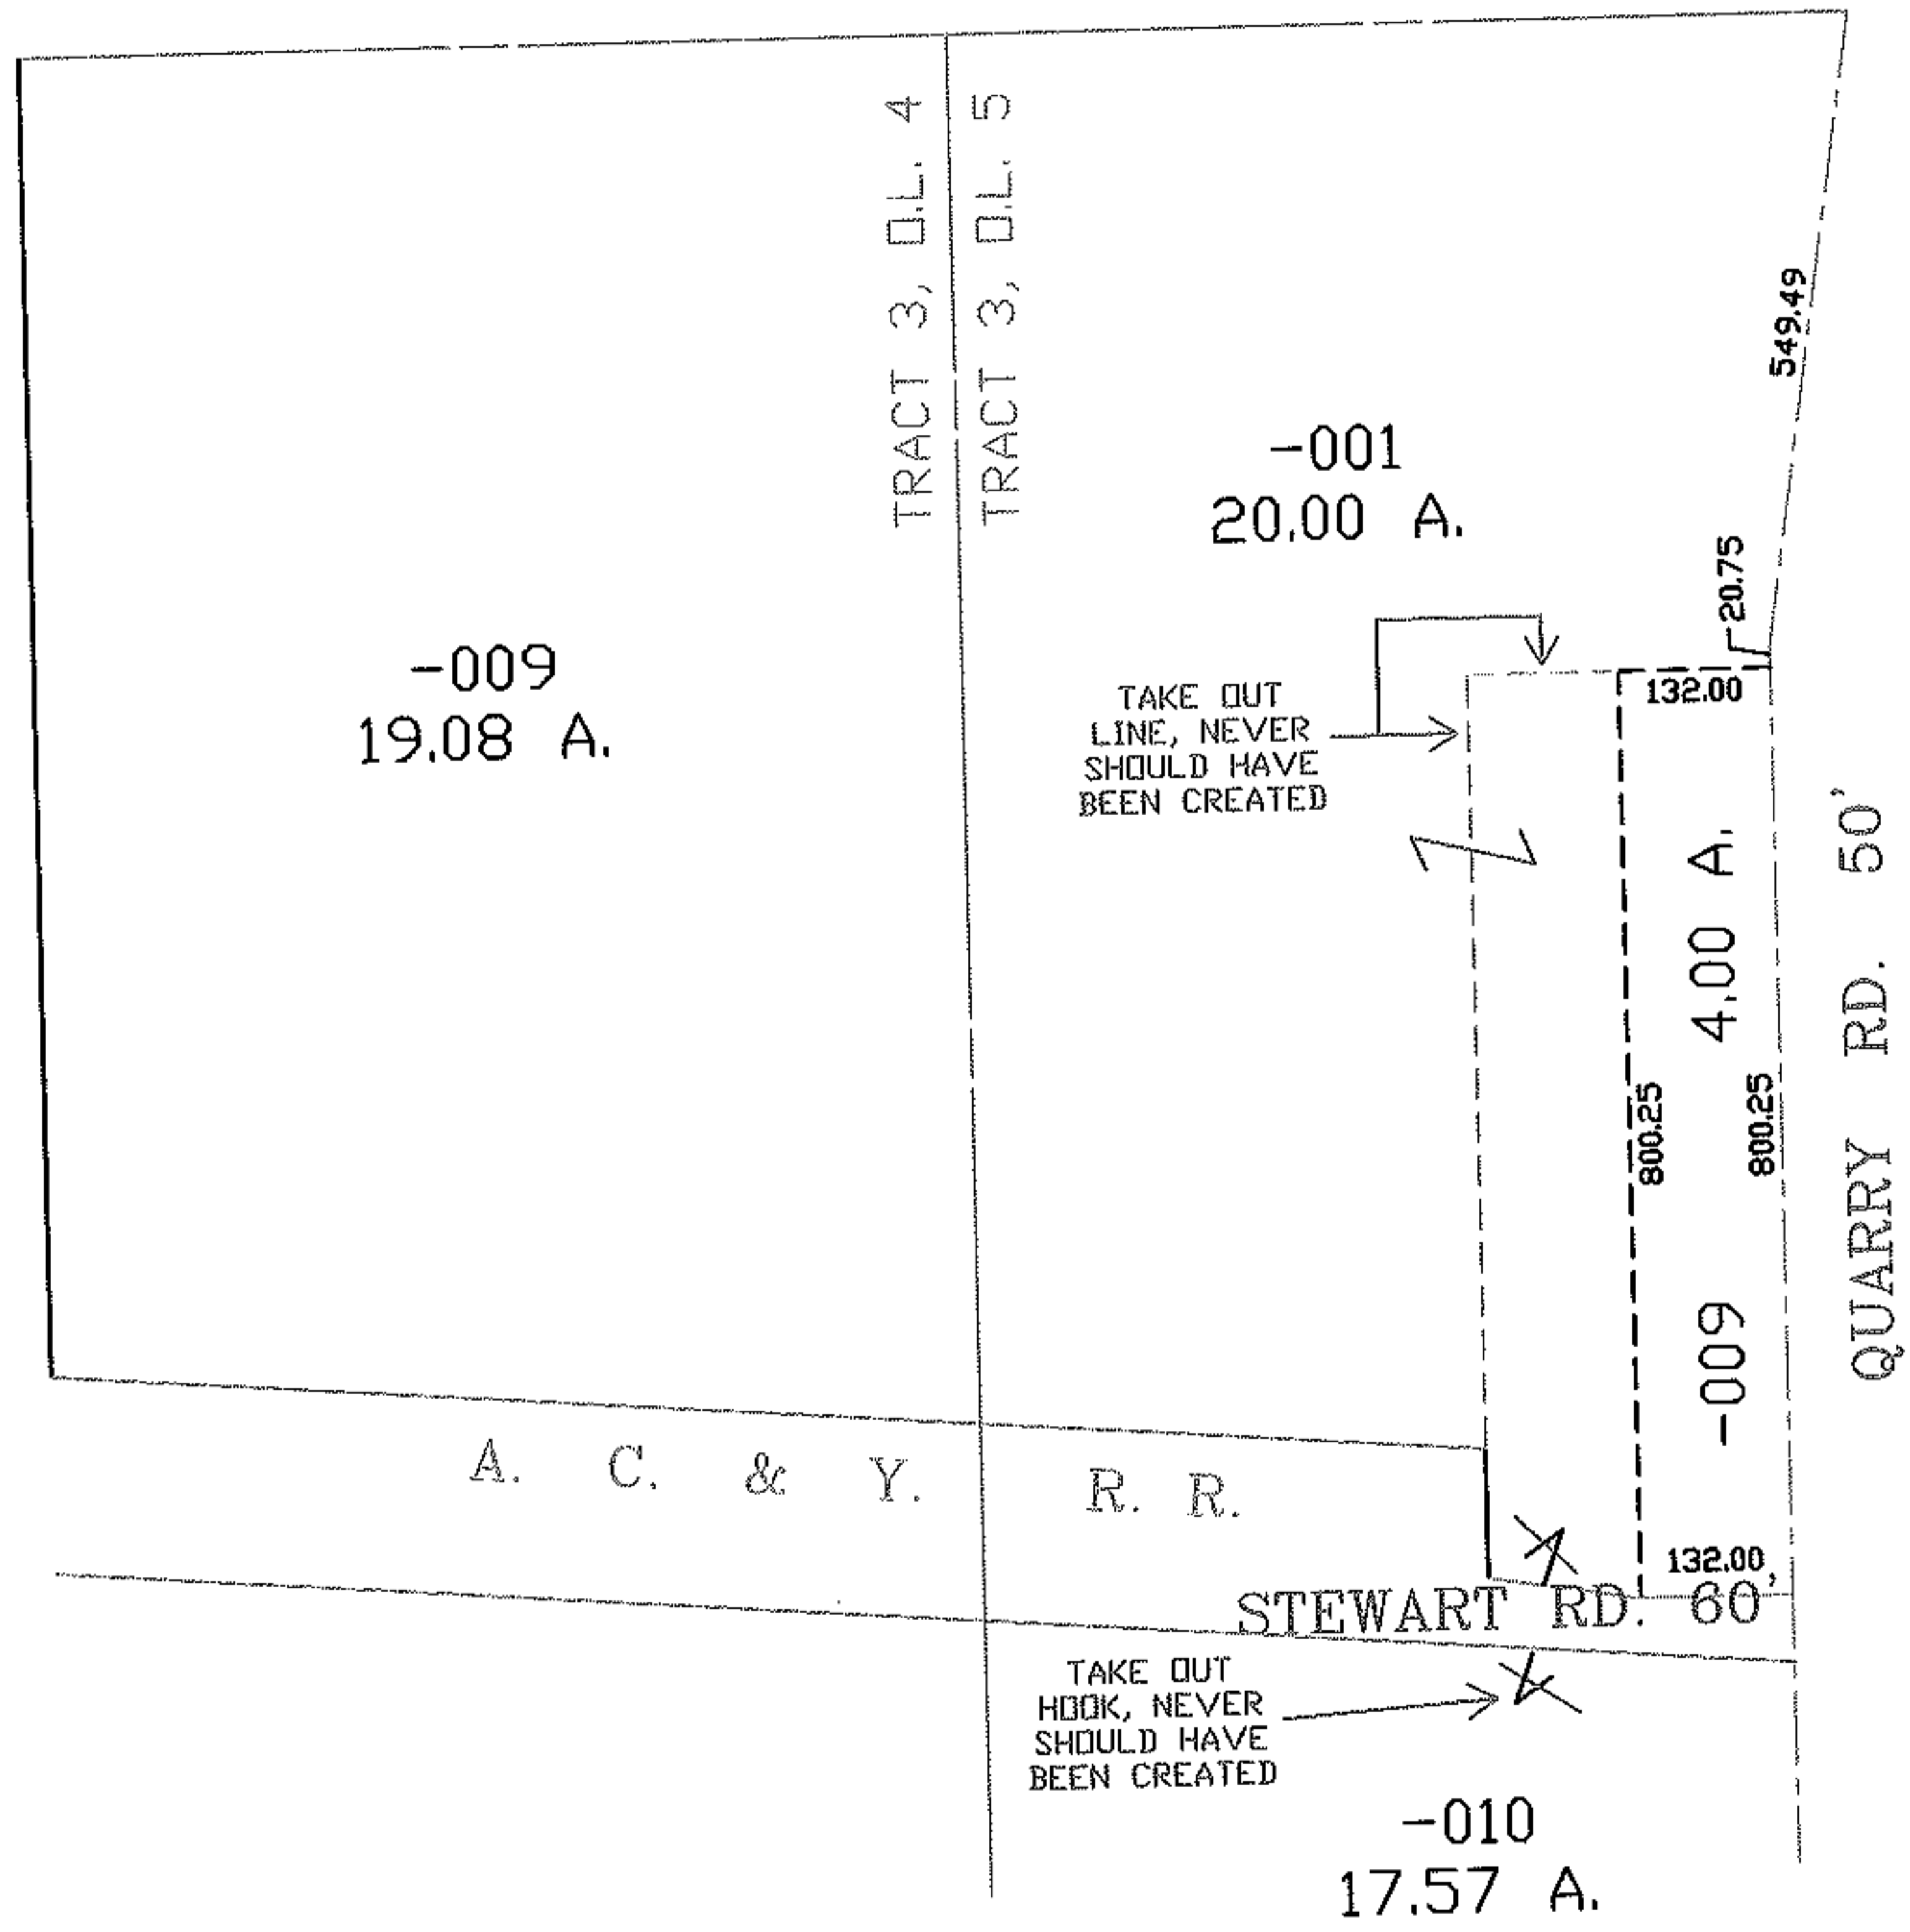 TRACT 3, O.L. 4
TRACT 3, O.L. 5
549.49
-001
20.00 A.
20.75
-009
19.08 A.
132.00
TAKE OUT
LINE, NEVER
SHOULD HAVE
BEEN CREATED
4.00 A.
-009
800.25
800.25
QUARRY RD. 50'
A. C. & Y. R. R.
132.00
STEWART RD. 60'
TAKE OUT
HOOK, NEVER
SHOULD HAVE
BEEN CREATED
-010
17.57 A.